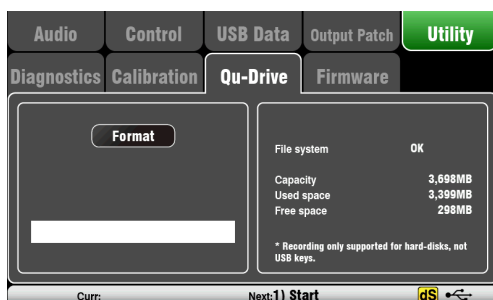 Audio Control USB Data Output Patch Utility
Diagnostics Calibration Qu-Drive Firmware
Format
File system OK
Capacity 3,698MB
Used space 3,399MB
Free space 298MB
* Recording only supported for hard-disks, not
USB keys.
Curr: Next:1) Start dS